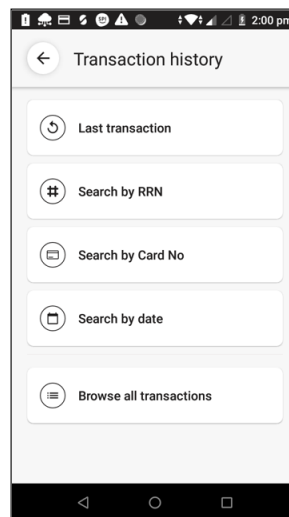 2:00 pm
Transaction history
Last transaction
# Search by RRN
Search by Card No
Search by date
Browse all transactions